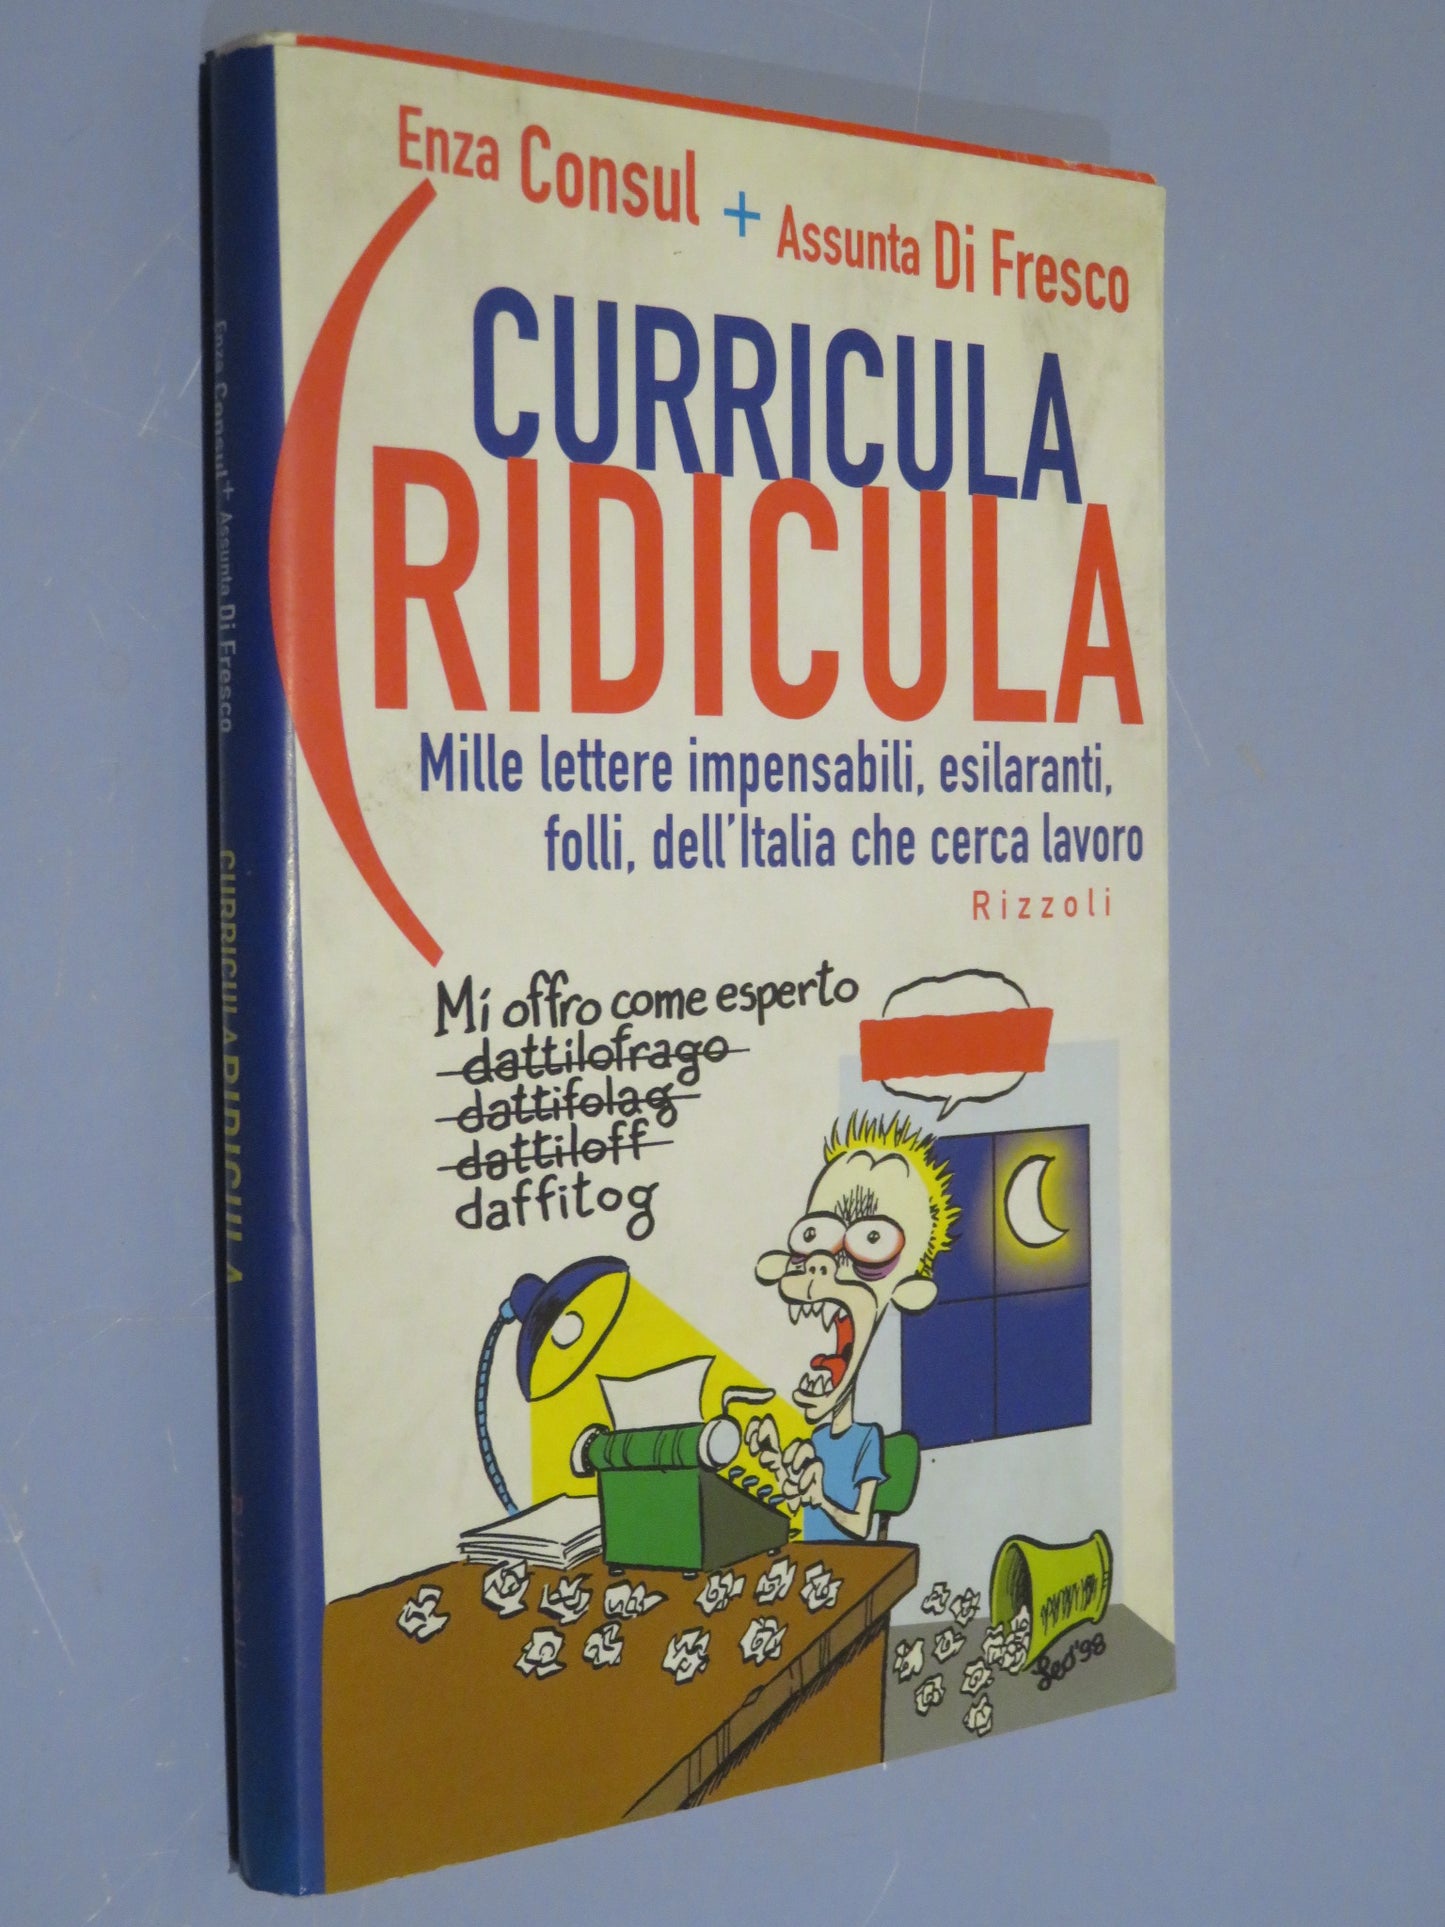 Enza Consul + Assunta Di Fresco
CURRICULA
RIDICULA
Mille lettere impensabili, esilaranti,
folli, dell'Italia che cerca lavoro
Rizzoli
Mi offro come esperto
dattilofrago
dattifolag
dattiloff
daffitog
Leo'98
Enza Consul + Assunta Di Fresco
CURRICULA RIDICULA